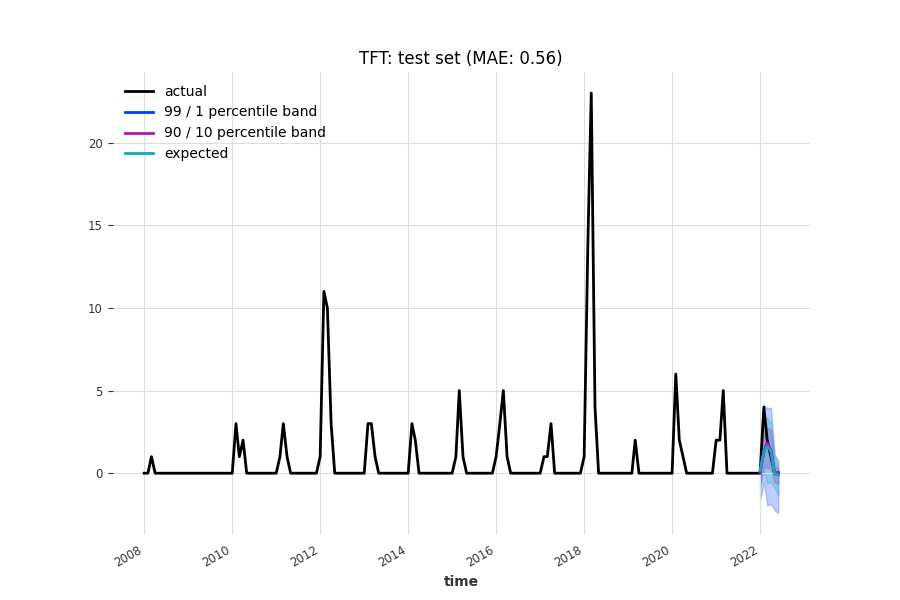 TFT: test set (MAE: 0.56)
actual
99 / 1 percentile band
90 / 10 percentile band
expected
20
15
10
5
0
2008
2010
2012
2014
2016
2018
2020
2022
time